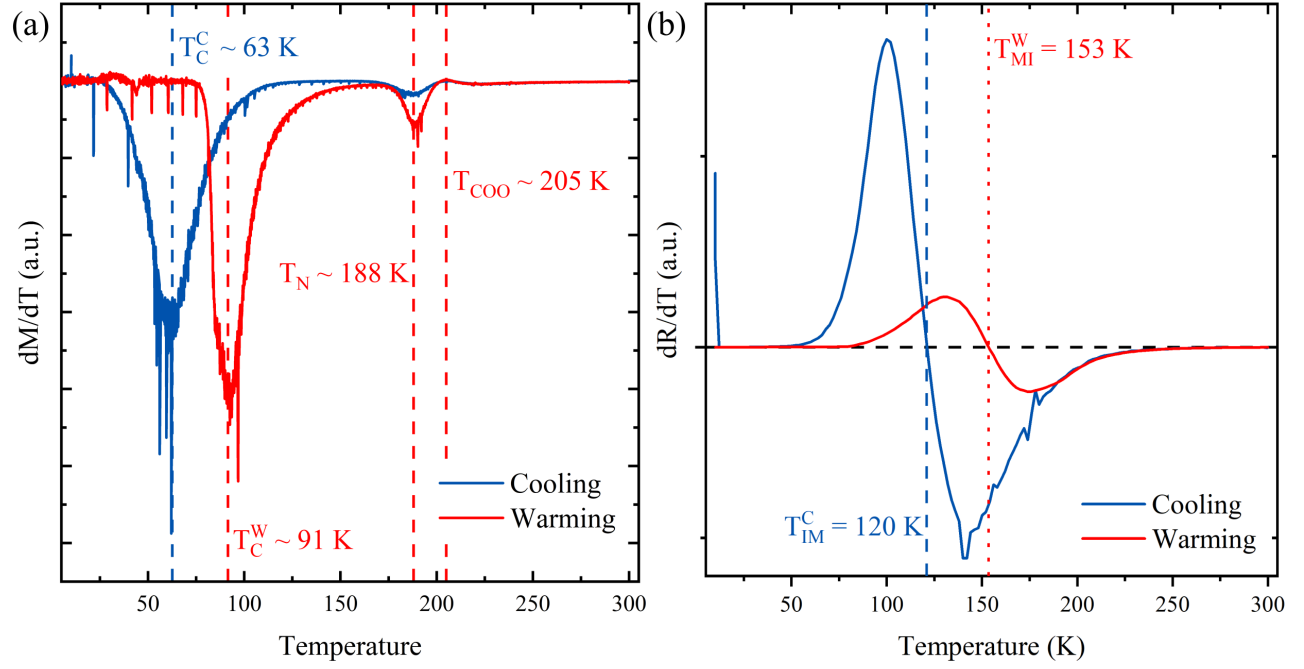 (a)
T_C^C ~ 63 K
T_COO ~ 205 K
T_N ~ 188 K
T_C^W ~ 91 K
Cooling
Warming
dM/dT (a.u.)
50 100 150 200 250 300
Temperature
(b)
T_MI^W = 153 K
T_IM^C = 120 K
Cooling
Warming
dR/dT (a.u.)
50 100 150 200 250 300
Temperature (K)